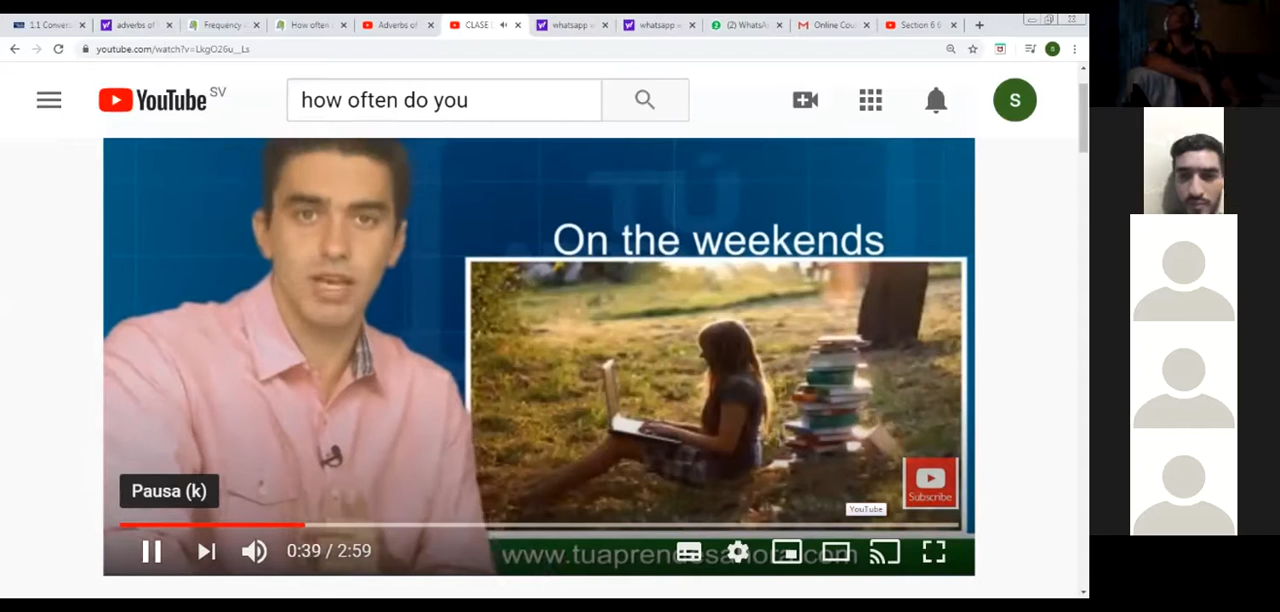 1.1 Convers
adverbs of
Frequency
How often
Adverbs of
CLASE
whatsapp
whatsapp
(2) Whats
Online Cou
Section 6
youtube.com/watch?v=LkgO26u__Ls
S
YouTube SV
how often do you
S
On the weekends
Subscribe
YouTube
Pausa (k)
0:39 / 2:59
www.tuaprendesahora.com